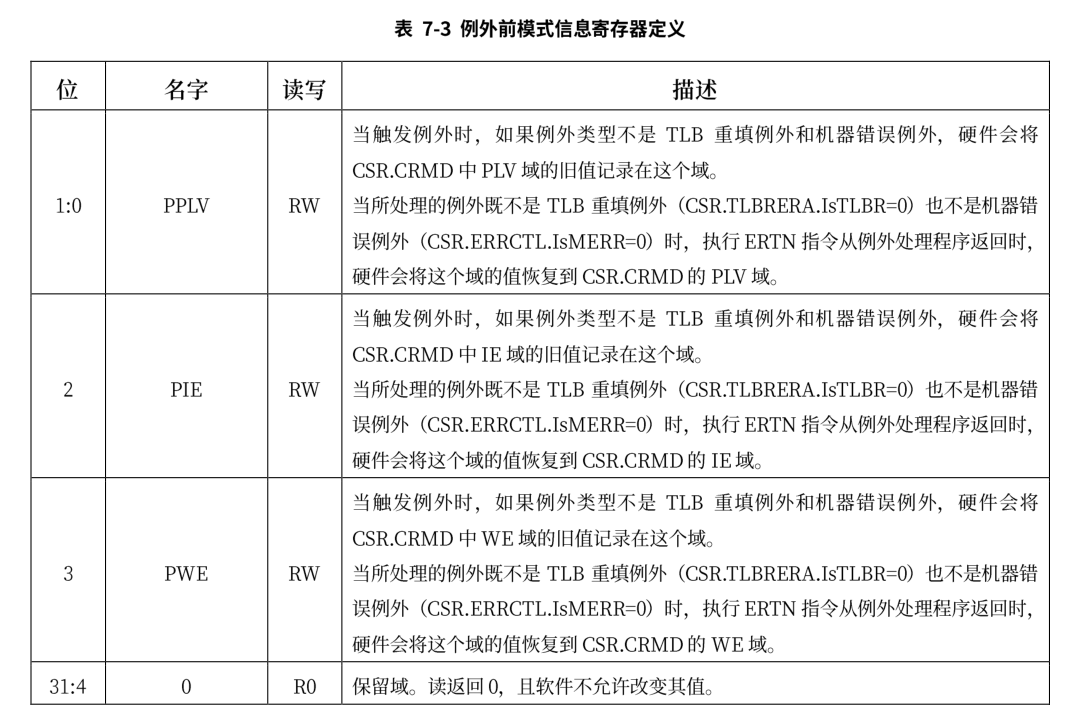 表 7-3 例外前模式信息寄存器定义
位 名字 读写 描述
当触发例外时，如果例外类型不是 TLB 重填例外和机器错误例外，硬件会将
CSR.CRMD 中 PLV 域的旧值记录在这个域。
1:0 PPLV RW 当所处理的例外既不是 TLB 重填例外（CSR.TLBRERA.IsTLBR=0）也不是机器错
误例外（CSR.ERRCTL.IsMERR=0）时，执行 ERTN 指令从例外处理程序返回时，
硬件会将这个域的值恢复到 CSR.CRMD 的 PLV 域。
当触发例外时，如果例外类型不是 TLB 重填例外和机器错误例外，硬件会将
CSR.CRMD 中 IE 域的旧值记录在这个域。
2 PIE RW 当所处理的例外既不是 TLB 重填例外（CSR.TLBRERA.IsTLBR=0）也不是机器错
误例外（CSR.ERRCTL.IsMERR=0）时，执行 ERTN 指令从例外处理程序返回时，
硬件会将这个域的值恢复到 CSR.CRMD 的 IE 域。
当触发例外时，如果例外类型不是 TLB 重填例外和机器错误例外，硬件会将
CSR.CRMD 中 WE 域的旧值记录在这个域。
3 PWE RW 当所处理的例外既不是 TLB 重填例外（CSR.TLBRERA.IsTLBR=0）也不是机器错
误例外（CSR.ERRCTL.IsMERR=0）时，执行 ERTN 指令从例外处理程序返回时，
硬件会将这个域的值恢复到 CSR.CRMD 的 WE 域。
31:4 0 R0 保留域。读返回 0，且软件不允许改变其值。